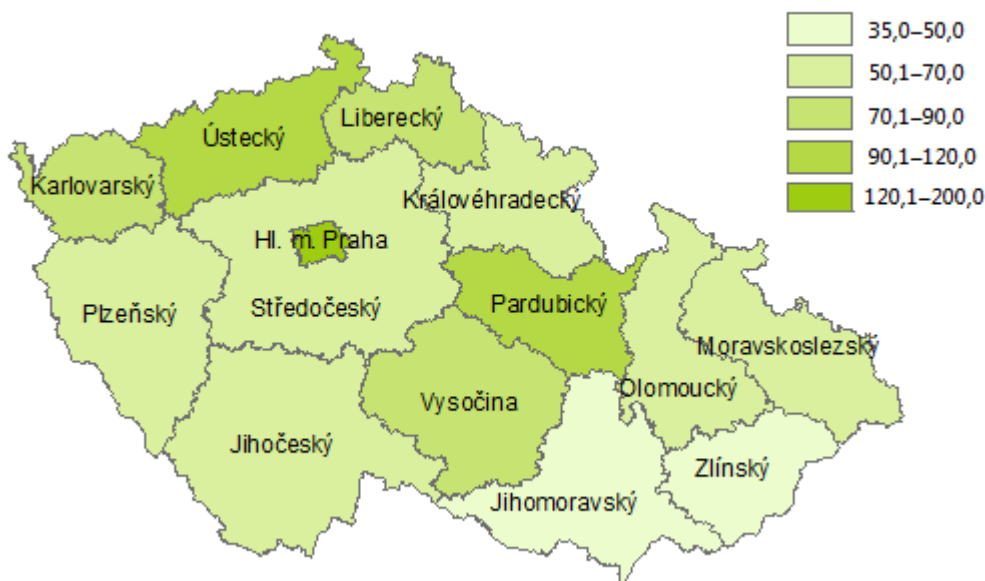 35,0–50,0
50,1–70,0
70,1–90,0
90,1–120,0
120,1–200,0
Liberecký
Ústecký
Karlovarský
Královéhradecký
Hl. m. Praha
Středočeský
Pardubický
Plzeňský
Moravskoslezský
Olomoucký
Vysočina
Jihočeský
Zlínský
Jihomoravský